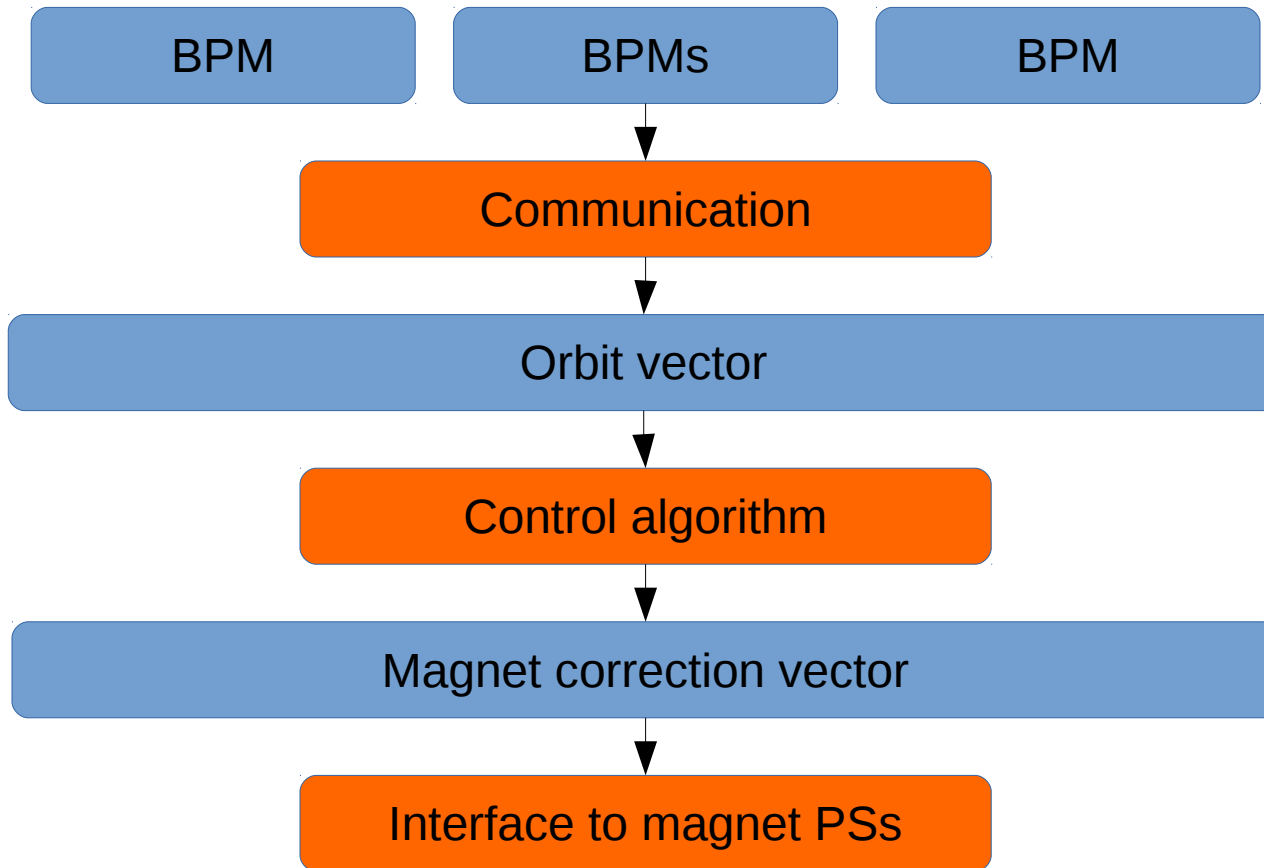 BPM
BPMs
BPM
Communication
Orbit vector
Control algorithm
Magnet correction vector
Interface to magnet PSs